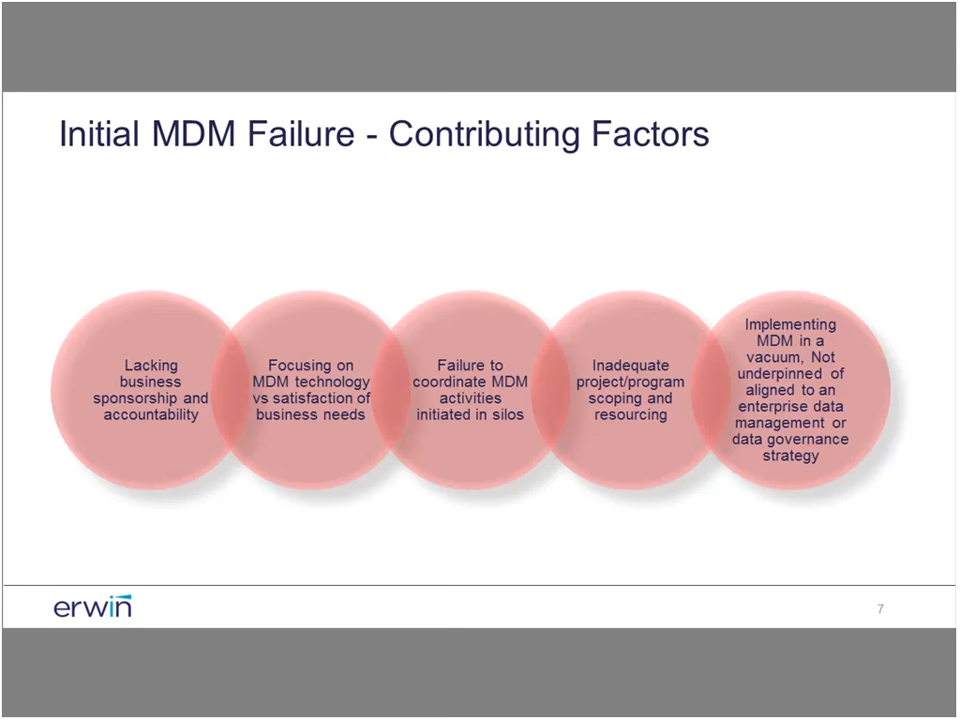 Initial MDM Failure - Contributing Factors
Lacking
business
sponsorship and
accountability
Focusing on
MDM technology
vs satisfaction of
business needs
Failure to
coordinate MDM
activities
initiated in silos
Inadequate
project/program
scoping and
resourcing
Implementing
MDM in a
vacuum, Not
underpinned of
aligned to an
enterprise data
management or
data governance
strategy
erwin
7